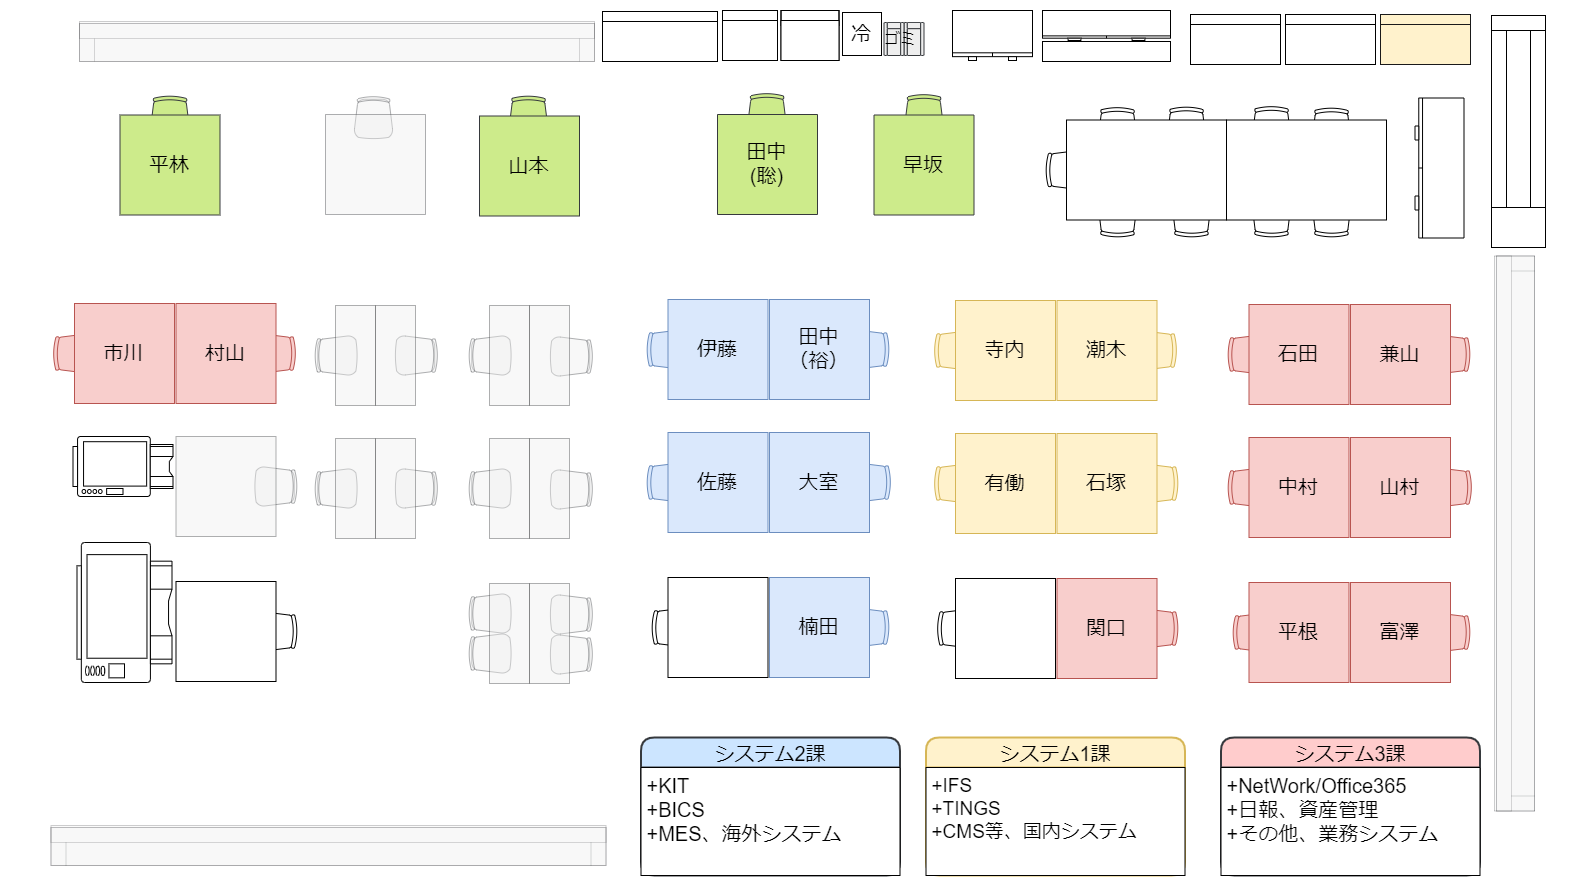 冷
ゴミ
平林
山本
田中
(聡)
早坂
市川
村山
伊藤
田中
（裕）
寺内
潮木
石田
兼山
佐藤
大室
有働
石塚
中村
山村
楠田
関口
平根
富澤
システム2課
+KIT
+BICS
+MES、海外システム
システム1課
+IFS
+TINGS
+CMS等、国内システム
システム3課
+NetWork/Office365
+日報、資産管理
+その他、業務システム